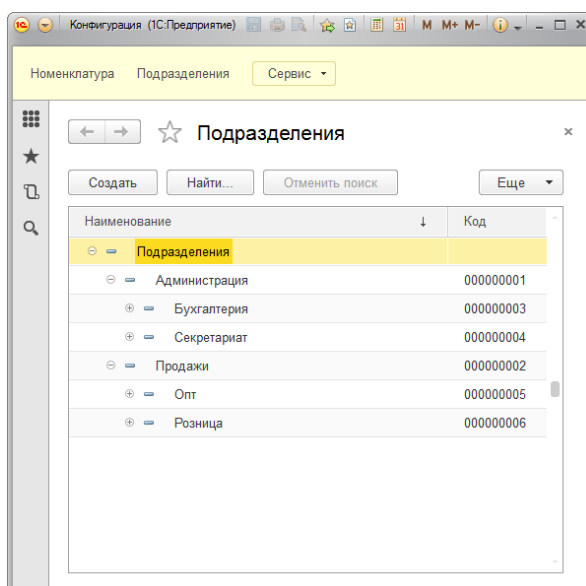 Конфигурация (1С:Предприятие) 31 M M+ M-
Номенклатура Подразделения Сервис
Подразделения
Создать Найти... Отменить поиск Еще
Наименование ↓ Код
Подразделения
Администрация 000000001
Бухгалтерия 000000003
Секретариат 000000004
Продажи 000000002
Опт 000000005
Розница 000000006